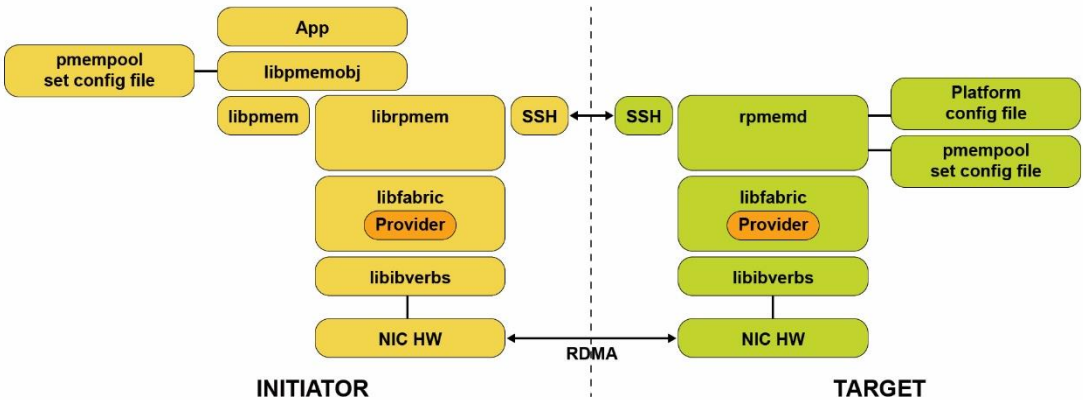 App
pmempool
set config file
libpmemobj
libpmem
librpmem
SSH
SSH
rpmemd
Platform
config file
pmempool
set config file
libfabric
Provider
libfabric
Provider
libibverbs
libibverbs
NIC HW
NIC HW
RDMA
INITIATOR
TARGET